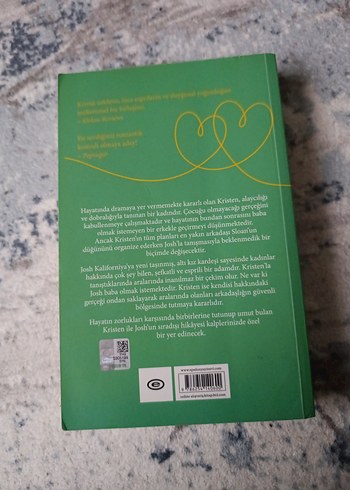 Hayatında dramaya yer vermemekte kararlı olan Kristen, alaycılığı
ve dobralığıyla tanınan bir kadındır. Çocuğu olmayacağı gerçeğini
kabullenmeye çalışmaktadır ve hayatının bundan sonrasını baba
olmak istemeyen bir erkekle geçirmeyi düşünmektedir.
Ancak Kristen'in tüm planları en yakın arkadaşı Sloan'un
düğününü organize ederken Josh'la tanışmasıyla beklenmedik bir
biçimde değişecektir.
Josh Kaliforniya'ya yeni taşınmış, altı kız kardeşi sayesinde kadınlar
hakkında çok şey bilen, şefkatli ve esprili bir adamdır. Kristen'la
tanıştıklarında aralarında inanılmaz bir çekim olur. Ne var ki
Josh baba olmak istemektedir. Kristen ise kendisi hakkındaki
gerçeği ondan saklayarak aralarında olanları arkadaşlığın güvenli
bölgesinde tutmaya kararlıdır.
Hayatın zorlukları karşısında birbirlerine tutunup umut bulan
Kristen ile Josh'un sıradışı hikâyesi kalplerinizde özel
bir yer edinecek.